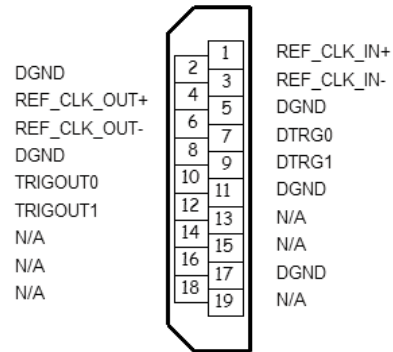 DGND
REF_CLK_OUT+
REF_CLK_OUT-
DGND
TRIGOUT0
TRIGOUT1
N/A
N/A
N/A
2
4
6
8
10
12
14
16
18
1
3
5
7
9
11
13
15
17
19
REF_CLK_IN+
REF_CLK_IN-
DGND
DTRG0
DTRG1
DGND
N/A
N/A
DGND
N/A